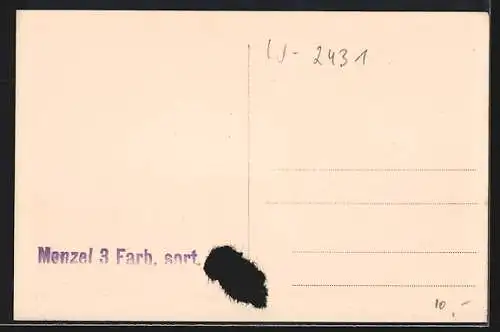 W-2431
Menzel 3 Farb. sort.
10,-